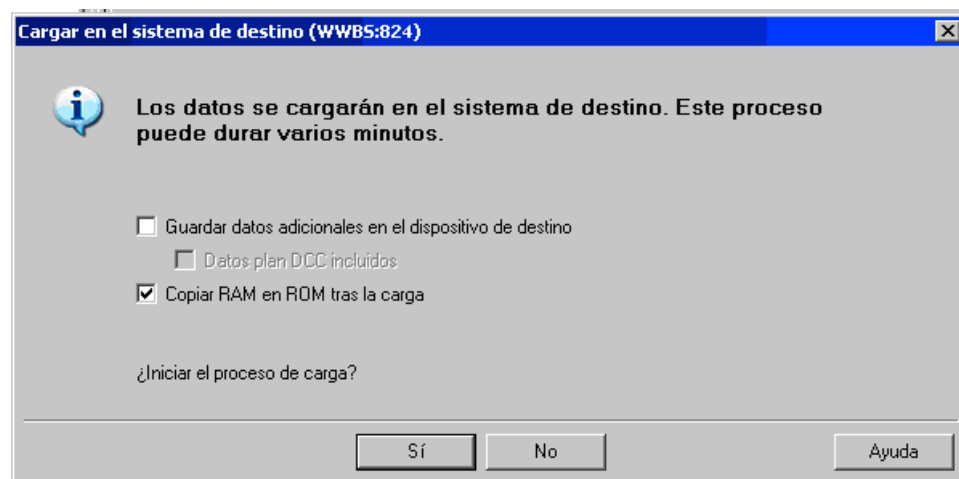 Cargar en el sistema de destino (WWBS:824)
Los datos se cargarán en el sistema de destino. Este proceso
puede durar varios minutos.
Guardar datos adicionales en el dispositivo de destino
Datos plan DCC incluidos
Copiar RAM en ROM tras la carga
¿Iniciar el proceso de carga?
Sí No Ayuda